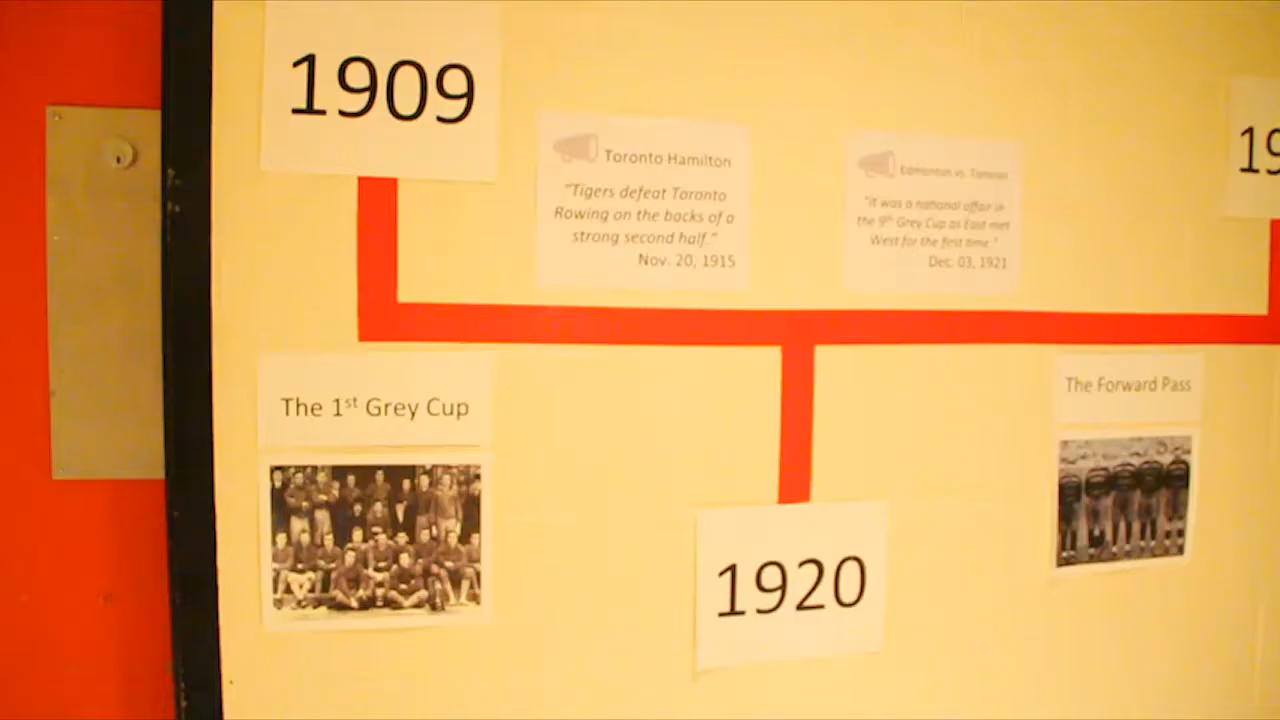 1909
Toronto Hamilton
"Tigers defeat Toronto
Rowing on the backs of a
strong second half."
Nov. 20, 1915
Edmonton vs. Toronto
"It was a national affair in
the 9th Grey Cup as East met
West for the first time."
Dec. 03, 1921
19
The 1st Grey Cup
The Forward Pass
1920